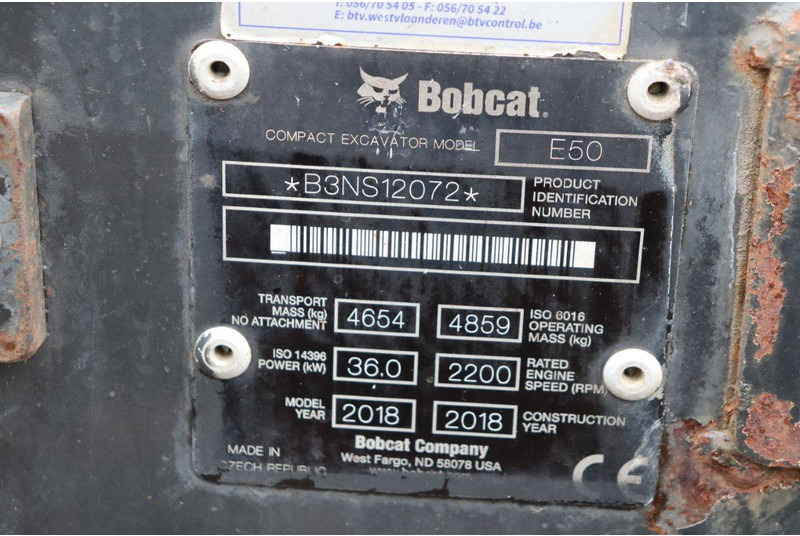 T: 056/70 54 05 - F: 056/70 54 22
E: btv.westvlaanderen@btvcontrol.be
Bobcat®
COMPACT EXCAVATOR MODEL E50
*B3NS12072* PRODUCT IDENTIFICATION NUMBER
TRANSPORT MASS (kg) NO ATTACHMENT 4654 4859 ISO 6016 OPERATING MASS (kg)
ISO 14396 POWER (kW) 36.0 2200 RATED ENGINE SPEED (RPM)
MODEL YEAR 2018 2018 CONSTRUCTION YEAR
Bobcat Company
MADE IN West Fargo, ND 58078 USA
CZECH REPUBLIC
CE